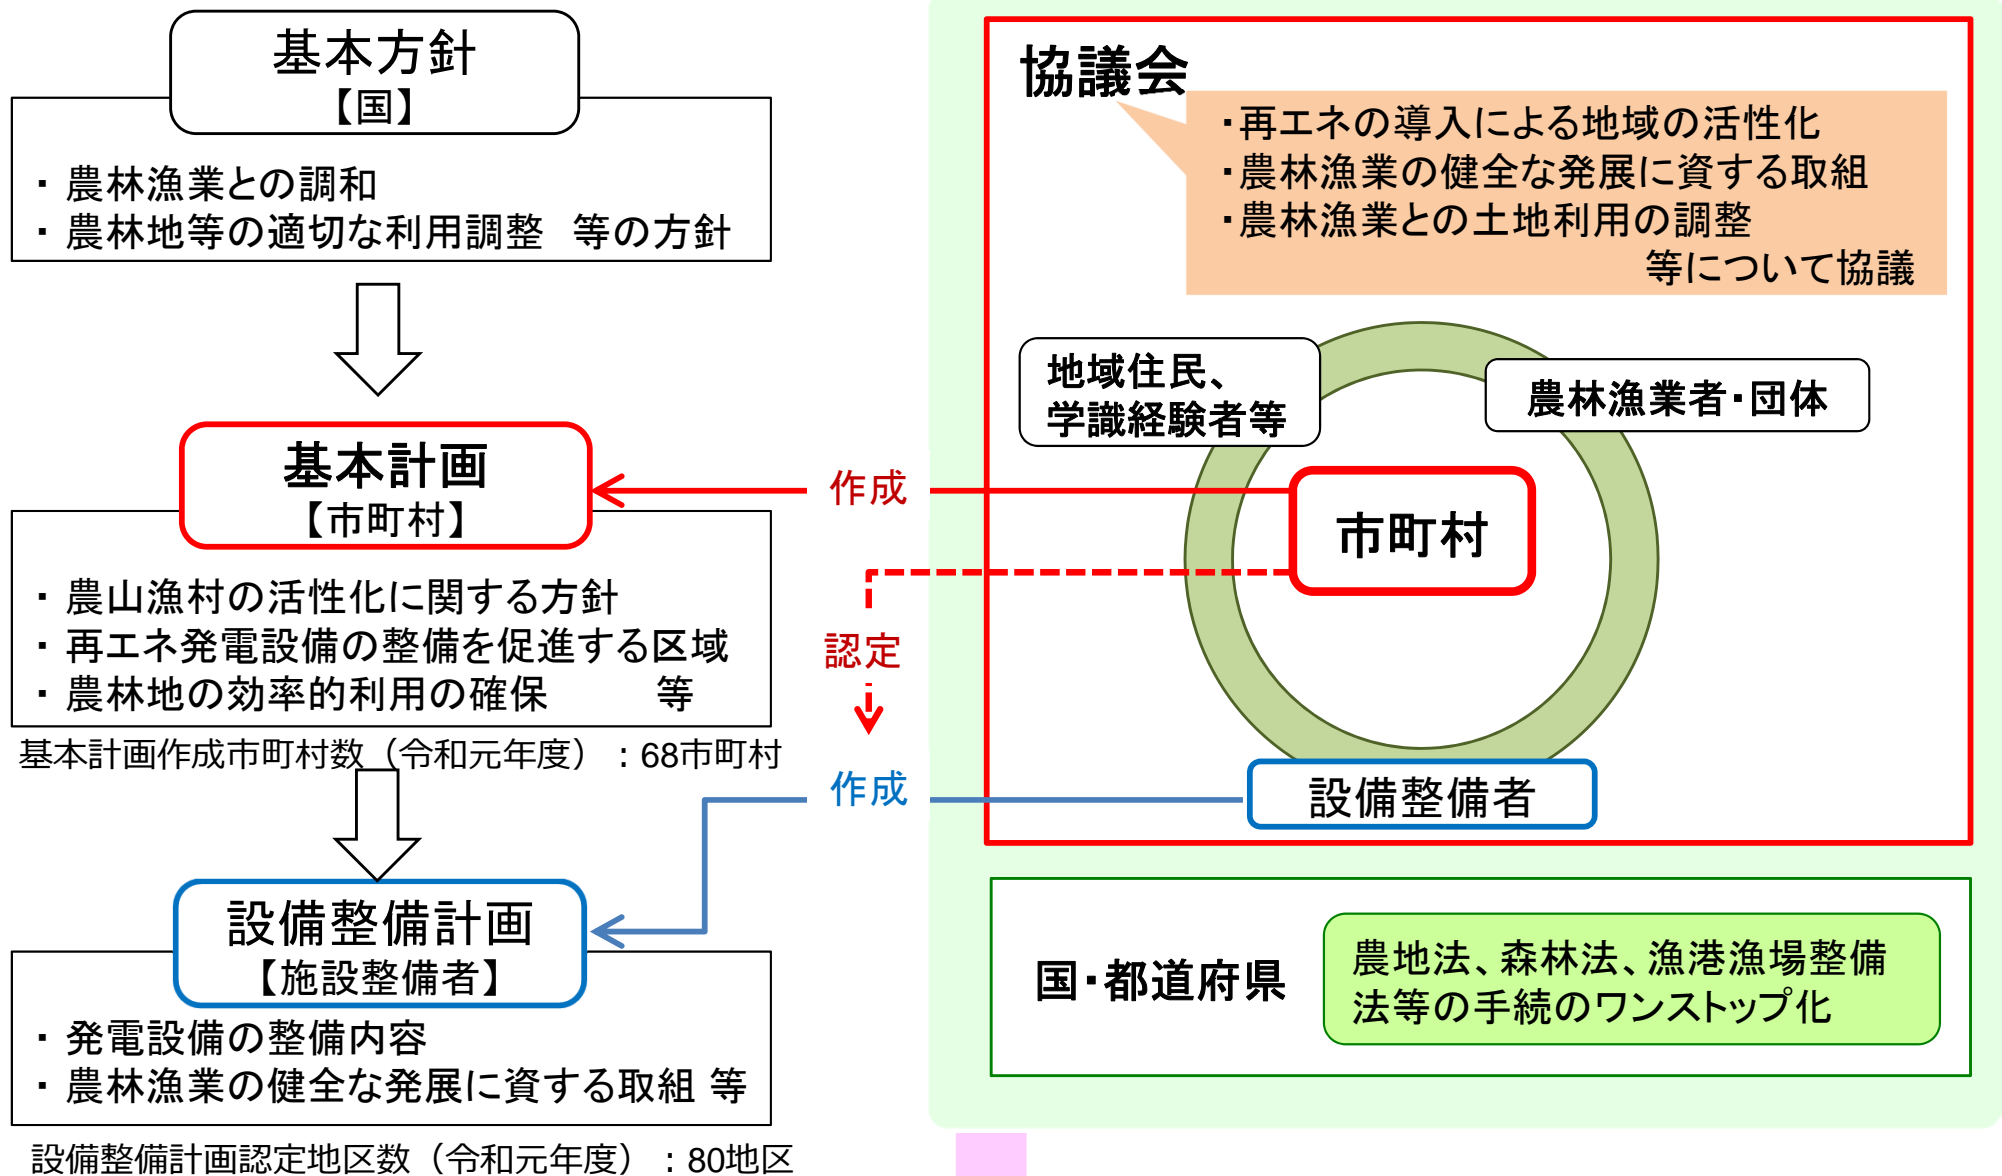 基本方針
【国】
・ 農林漁業との調和
・ 農林地等の適切な利用調整　等の方針
基本計画
【市町村】
・ 農山漁村の活性化に関する方針
・ 再エネ発電設備の整備を促進する区域
・ 農林地の効率的利用の確保　　等
基本計画作成市町村数（令和元年度）：68市町村
設備整備計画
【施設整備者】
・ 発電設備の整備内容
・ 農林漁業の健全な発展に資する取組 等
設備整備計画認定地区数（令和元年度）：80地区
作成
認定
作成
協議会
・再エネの導入による地域の活性化
・農林漁業の健全な発展に資する取組
・農林漁業との土地利用の調整
等について協議
地域住民、
学識経験者等
農林漁業者・団体
市町村
設備整備者
国・都道府県
農地法、森林法、漁港漁場整備
法等の手続のワンストップ化